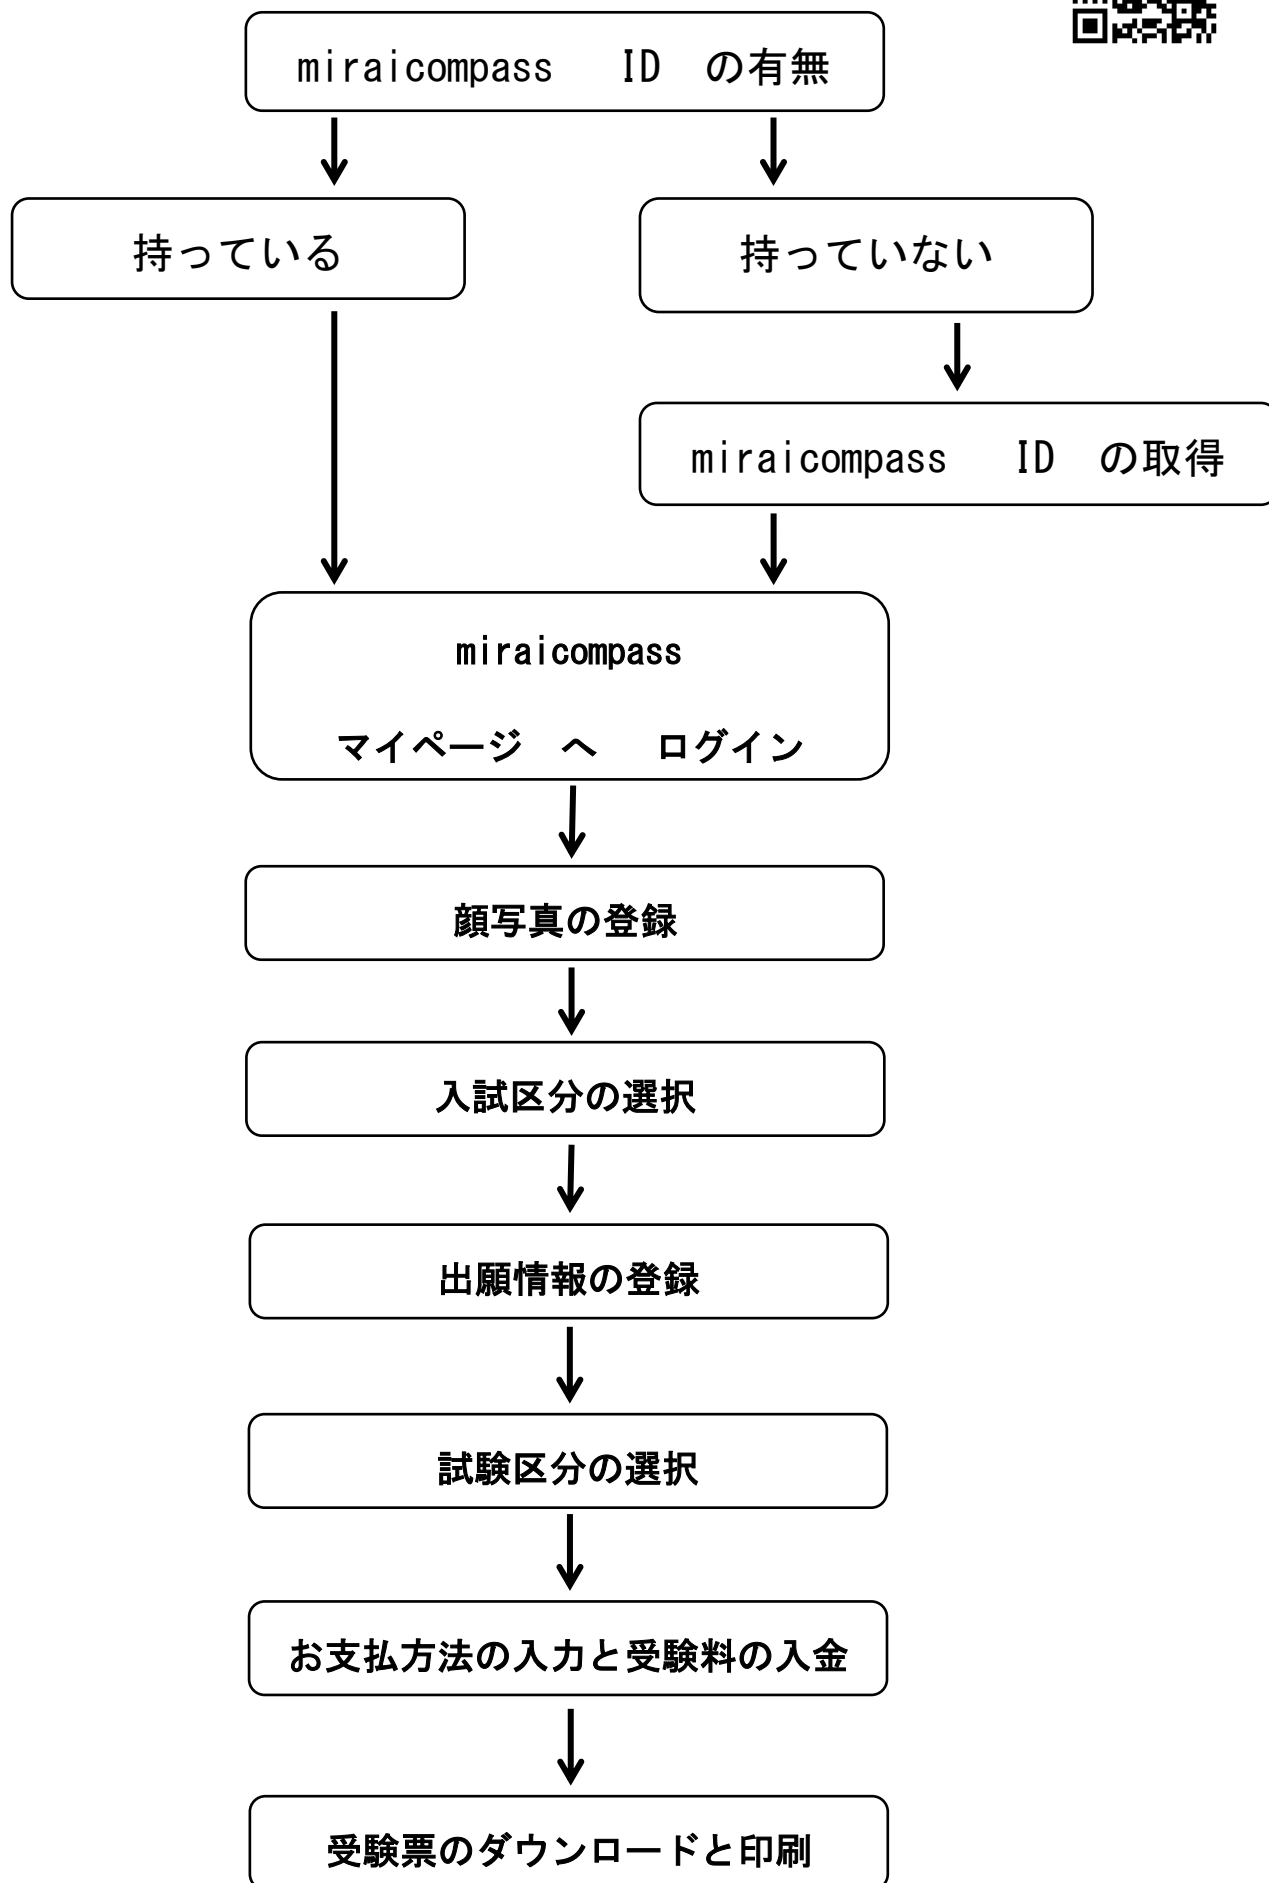 miraicompass ID の有無
持っている
持っていない
miraicompass ID の取得
miraicompass
マイページ へ ログイン
顔写真の登録
入試区分の選択
出願情報の登録
試験区分の選択
お支払方法の入力と受験料の入金
受験票のダウンロードと印刷